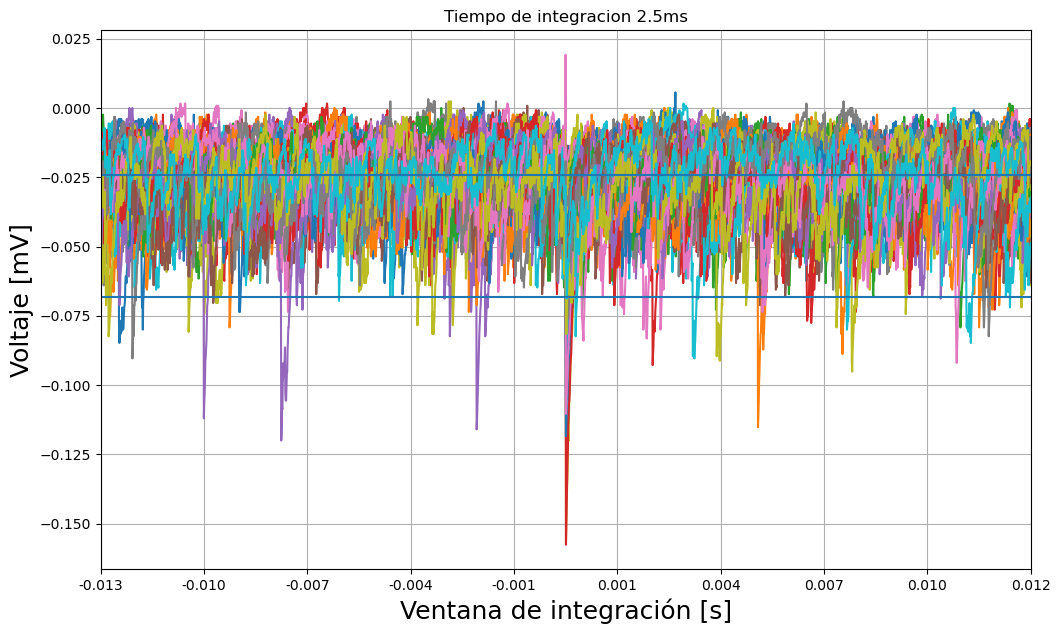 Tiempo de integracion 2.5ms
0.025
0.000
−0.025
−0.050
−0.075
−0.100
−0.125
−0.150
Voltaje [mV]
-0.013 -0.010 -0.007 -0.004 -0.001 0.001 0.004 0.007 0.010 0.012
Ventana de integración [s]